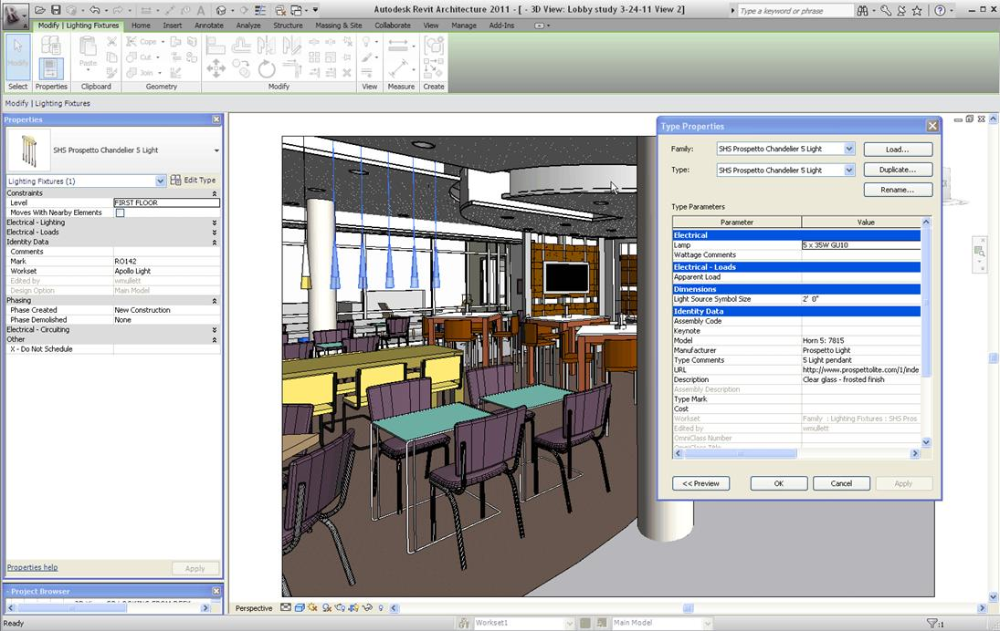 Autodesk Revit Architecture 2011 - [ - 3D View: Lobby study 3-24-11 View 2]
Type a keyword or phrase
Modify | Lighting Fixtures Home Insert Annotate Analyze Structure Massing & Site Collaborate View Manage Add-Ins
Modify Paste Cope Cut Join
Select Properties Clipboard Geometry Modify View Measure Create
Modify | Lighting Fixtures
Properties
SHS Prospetto Chandelier 5 Light
Lighting Fixtures (1) Edit Type
Constraints
Level FIRST FLOOR
Moves With Nearby Elements
Electrical - Lighting
Electrical - Loads
Identity Data
Comments
Mark RO142
Workset Apollo Light
Edited by wmullett
Design Option Main Model
Phasing
Phase Created New Construction
Phase Demolished None
Electrical - Circuiting
Other
X - Do Not Schedule
Properties help Apply
- Project Browser
Type Properties
Family: SHS Prospetto Chandelier 5 Light Load...
Type: SHS Prospetto Chandelier 5 Light Duplicate...
Rename...
Type Parameters
Parameter Value
Electrical
Lamp 5 x 35W GU10
Wattage Comments
Electrical - Loads
Apparent Load
Dimensions
Light Source Symbol Size 2' 0"
Identity Data
Assembly Code
Keynote
Model Horn 5: 7815
Manufacturer Prospetto Light
Type Comments 5 Light pendant
URL http://www.prospettolite.com/1/inde
Description Clear glass - frosted finish
Assembly Description
Type Mark
Cost
Workset Family : Lighting Fixtures : SHS Pros
Edited by wmullett
OmniClass Number
OmniClass Title
<< Preview OK Cancel Apply
Perspective
Ready Workset1 Main Model :1